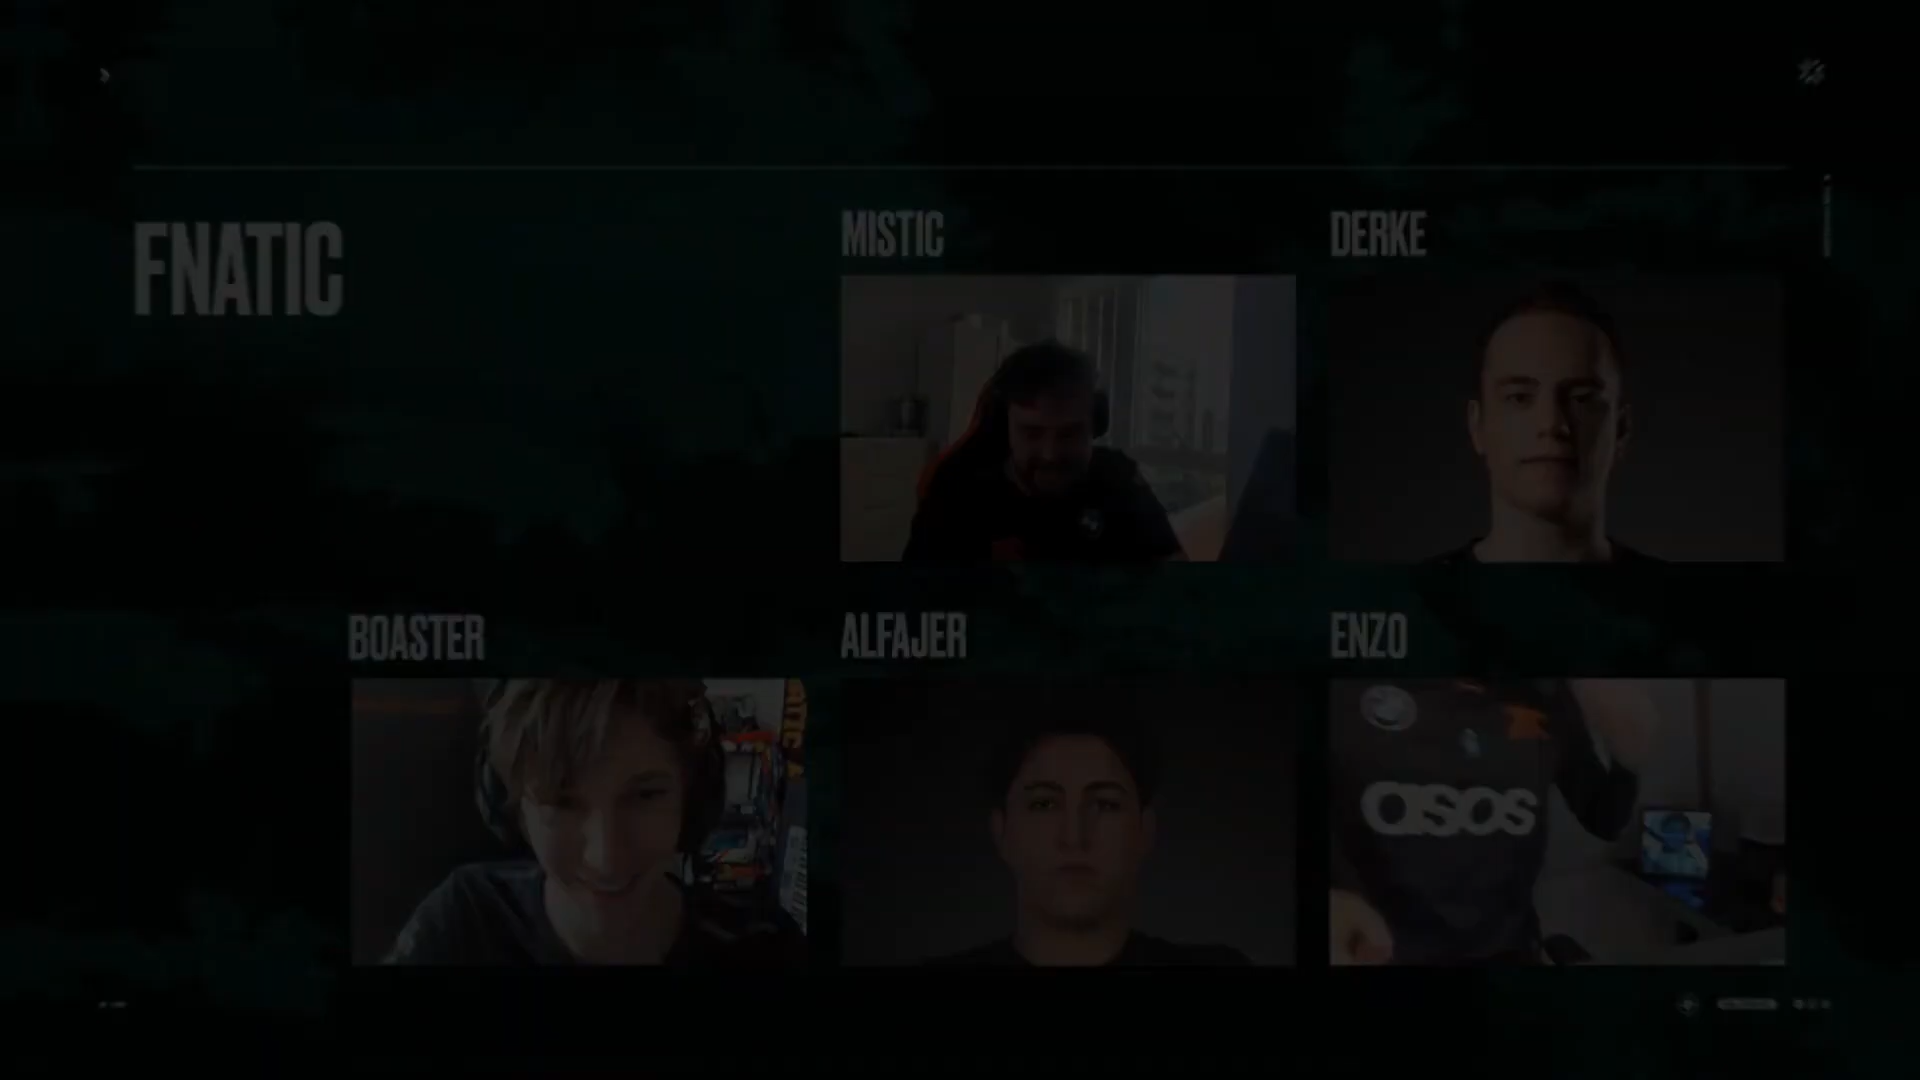 FNATIC
MISTIC
DERKE
BOASTER
ALFAJER
ENZO
asos